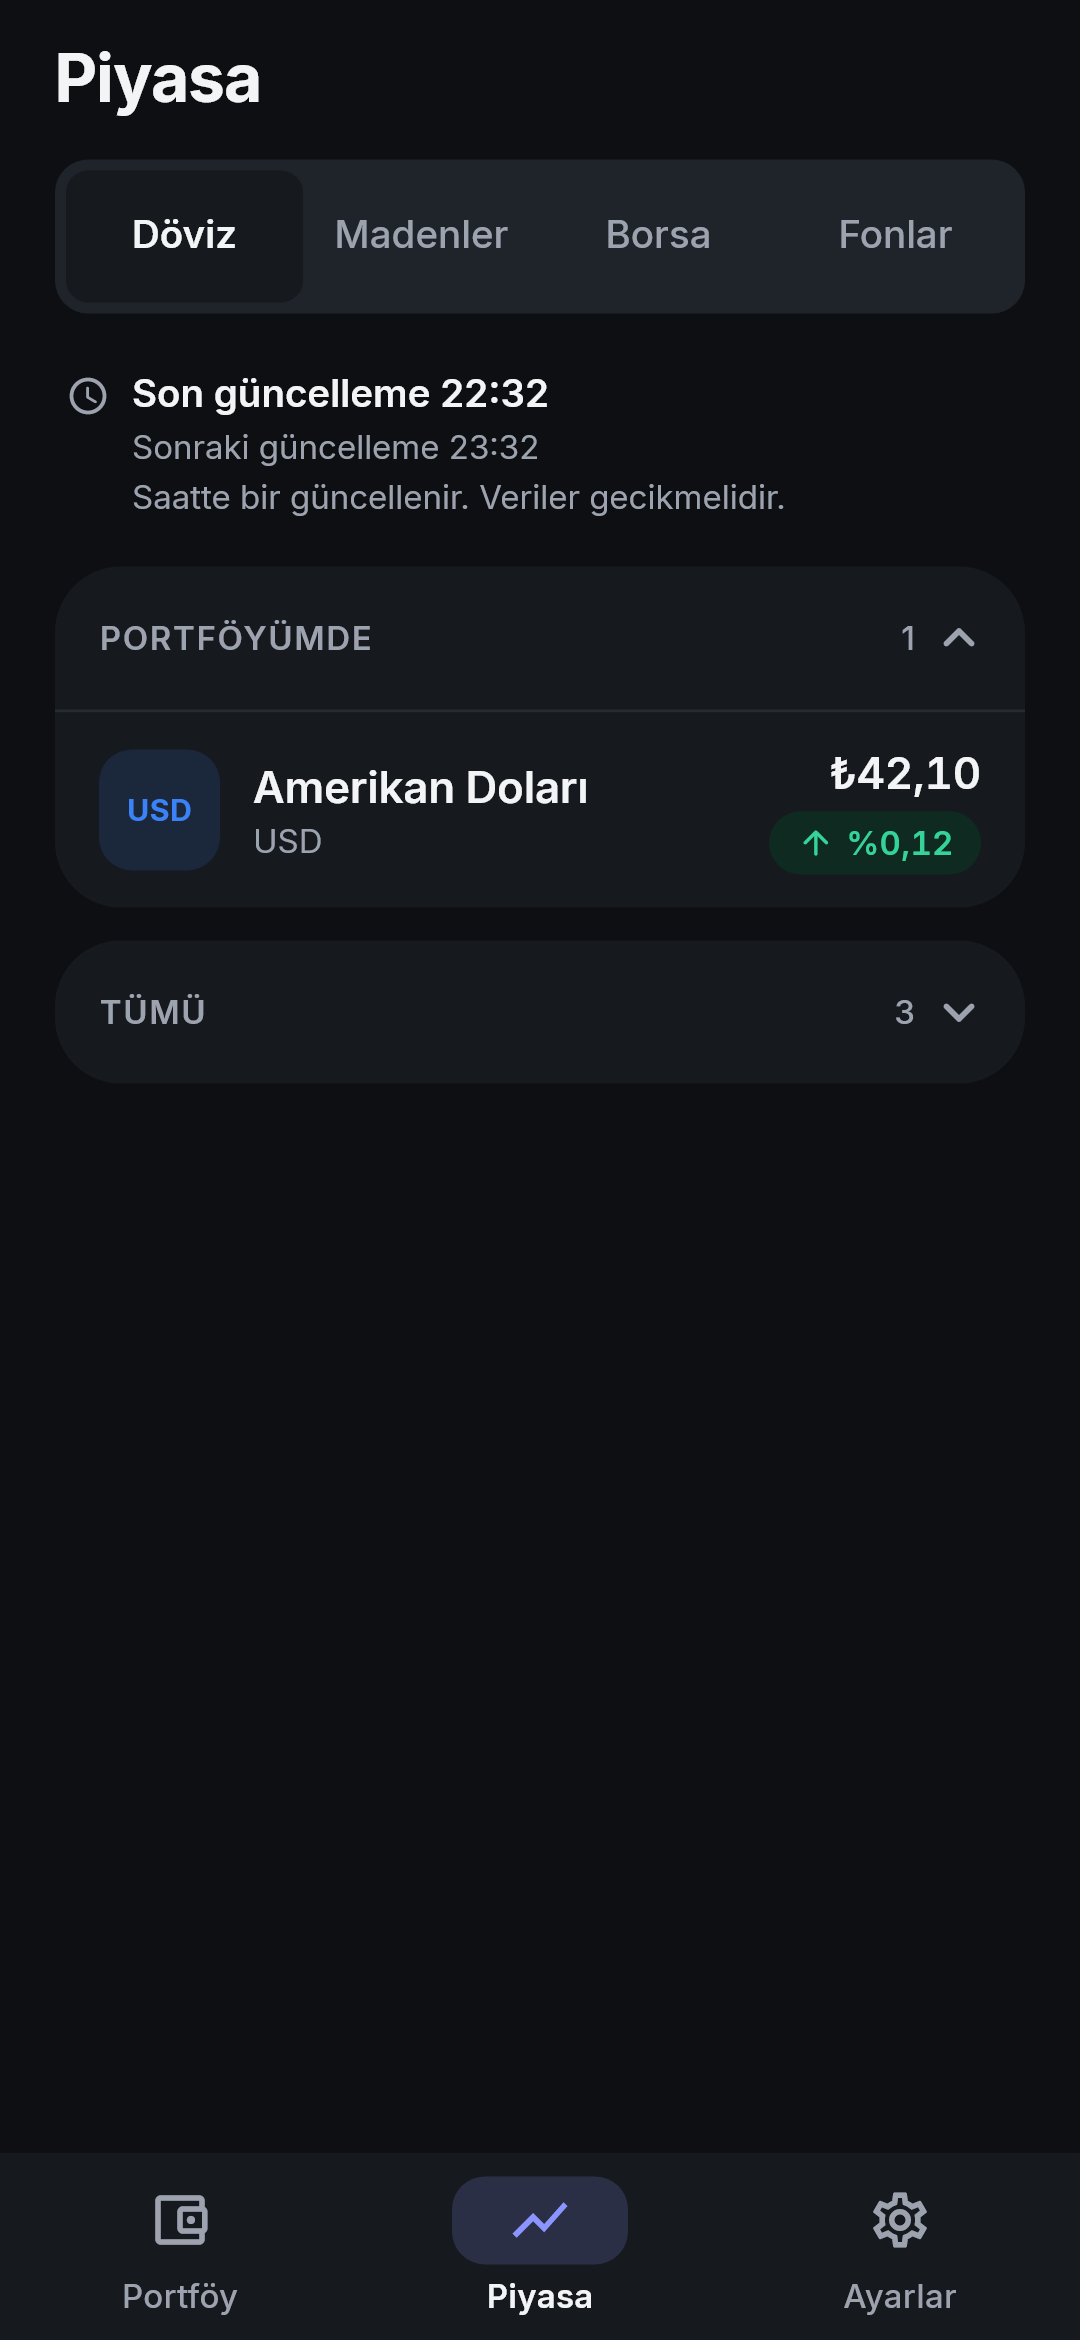 Piyasa
Döviz Madenler Borsa Fonlar
Son güncelleme 22:32
Sonraki güncelleme 23:32
Saatte bir güncellenir. Veriler gecikmelidir.
PORTFÖYÜMDE 1
USD Amerikan Doları ₺42,10
USD %0,12
TÜMÜ 3
Portföy Piyasa Ayarlar